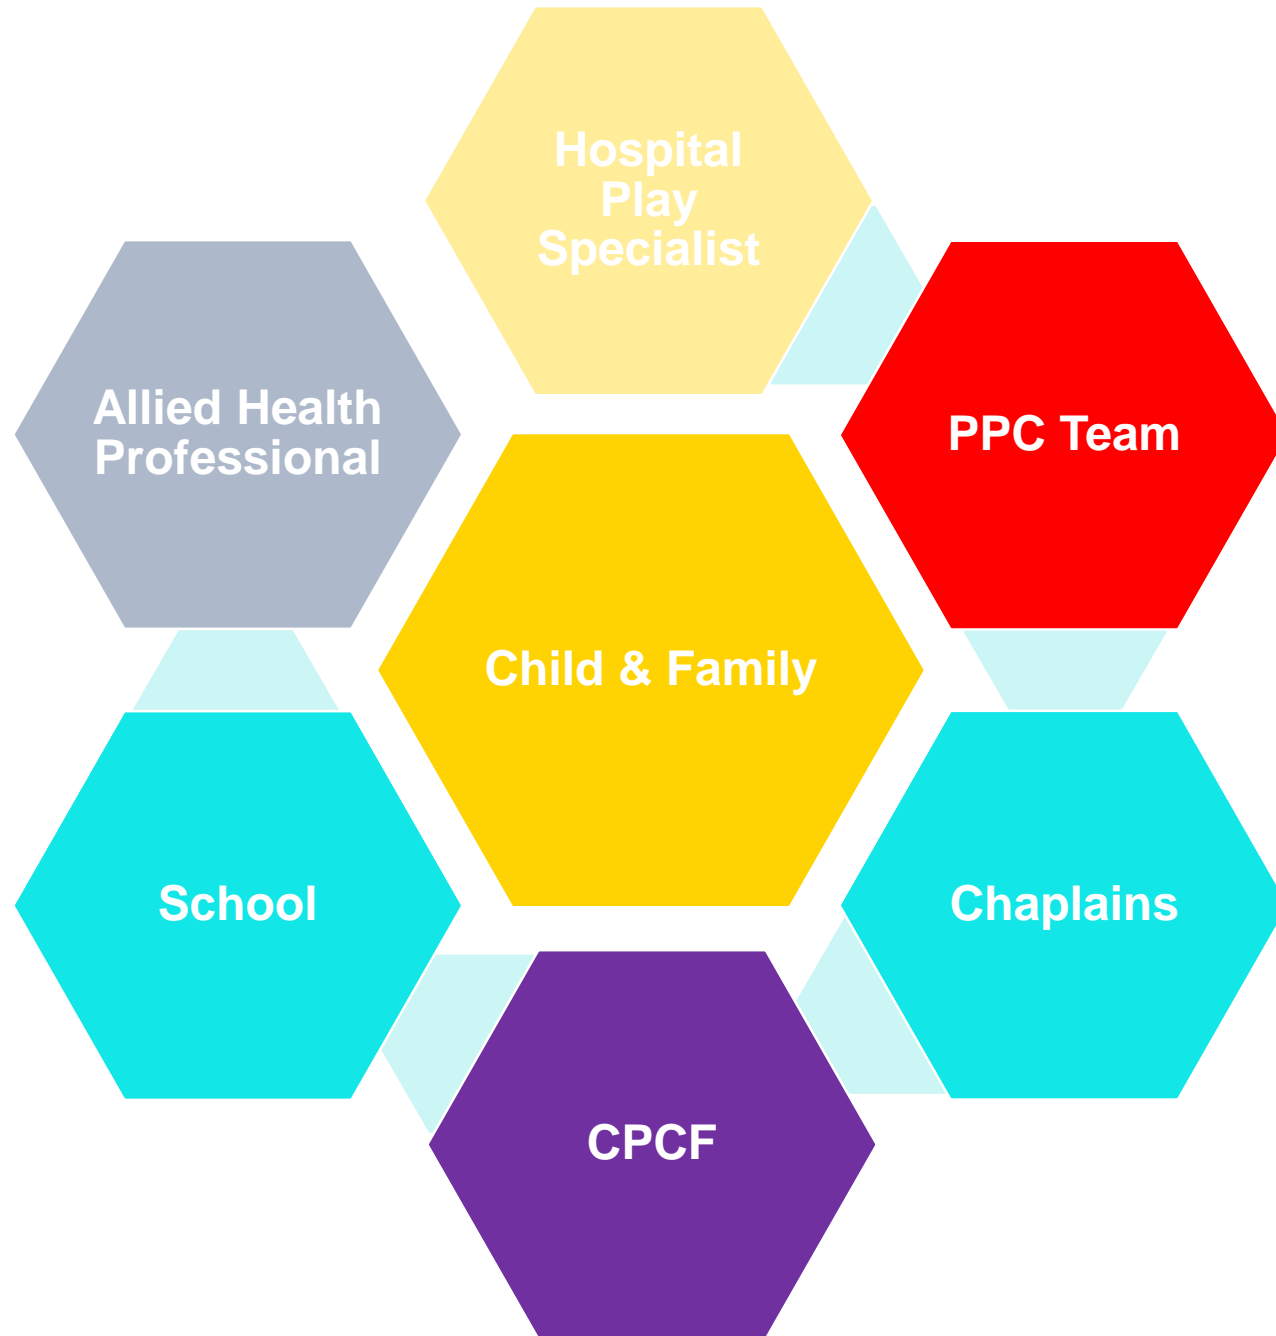 Hospital
Play
Specialist
Allied Health
Professional
PPC Team
Child & Family
School
Chaplains
CPCF